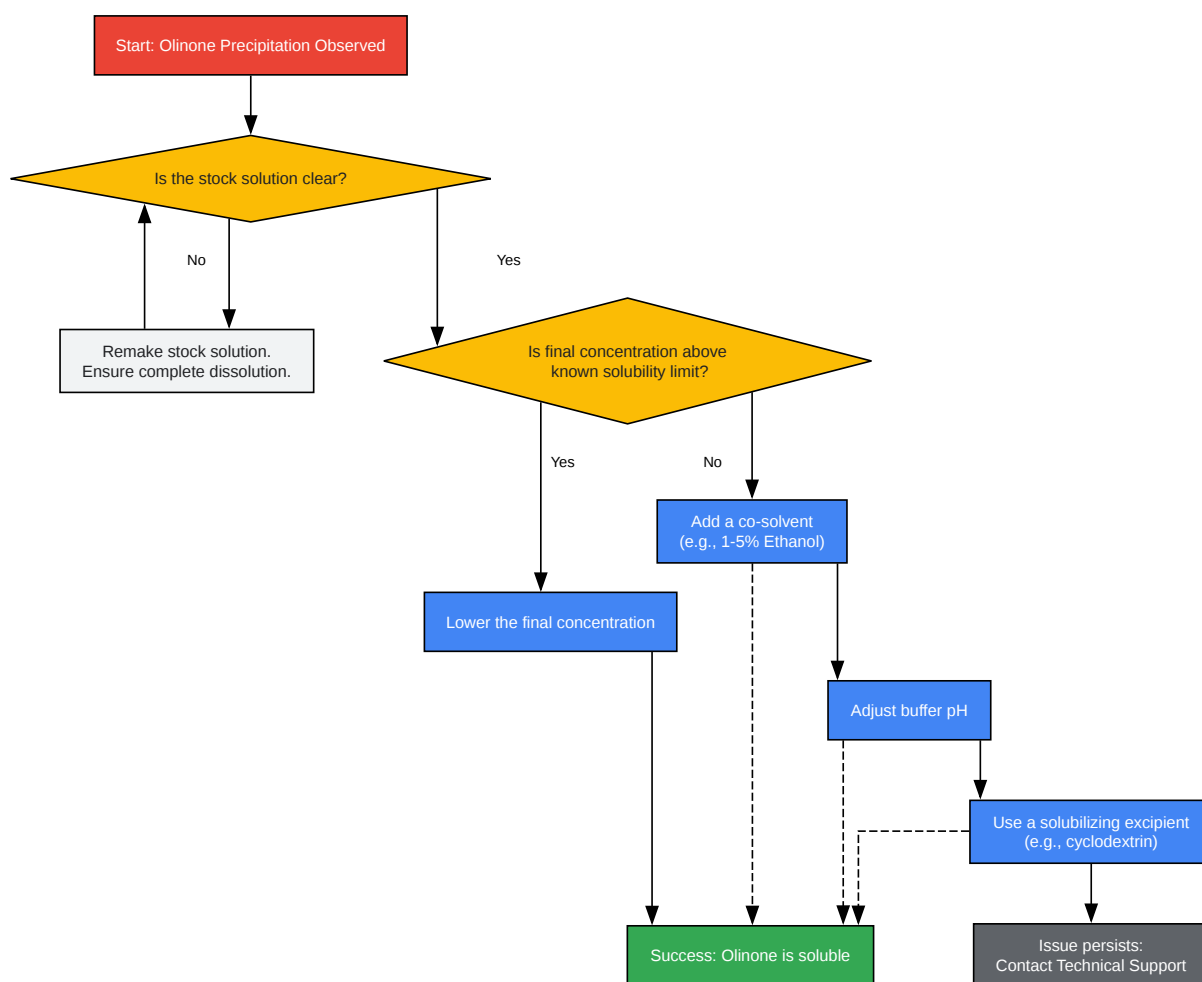 Start: Olinone Precipitation Observed
Is the stock solution clear?
No
Yes
Remake stock solution.
Ensure complete dissolution.
Is final concentration above
known solubility limit?
Yes
No
Add a co-solvent
(e.g., 1-5% Ethanol)
Lower the final concentration
Adjust buffer pH
Use a solubilizing excipient
(e.g., cyclodextrin)
Success: Olinone is soluble
Issue persists:
Contact Technical Support